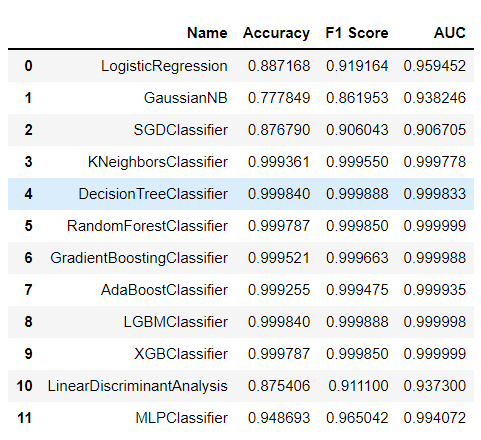 Name Accuracy F1 Score AUC
0 LogisticRegression 0.887168 0.919164 0.959452
1 GaussianNB 0.777849 0.861953 0.938246
2 SGDClassifier 0.876790 0.906043 0.906705
3 KNeighborsClassifier 0.999361 0.999550 0.999778
4 DecisionTreeClassifier 0.999840 0.999888 0.999833
5 RandomForestClassifier 0.999787 0.999850 0.999999
6 GradientBoostingClassifier 0.999521 0.999663 0.999988
7 AdaBoostClassifier 0.999255 0.999475 0.999935
8 LGBMClassifier 0.999840 0.999888 0.999998
9 XGBClassifier 0.999787 0.999850 0.999999
10 LinearDiscriminantAnalysis 0.875406 0.911100 0.937300
11 MLPClassifier 0.948693 0.965042 0.994072